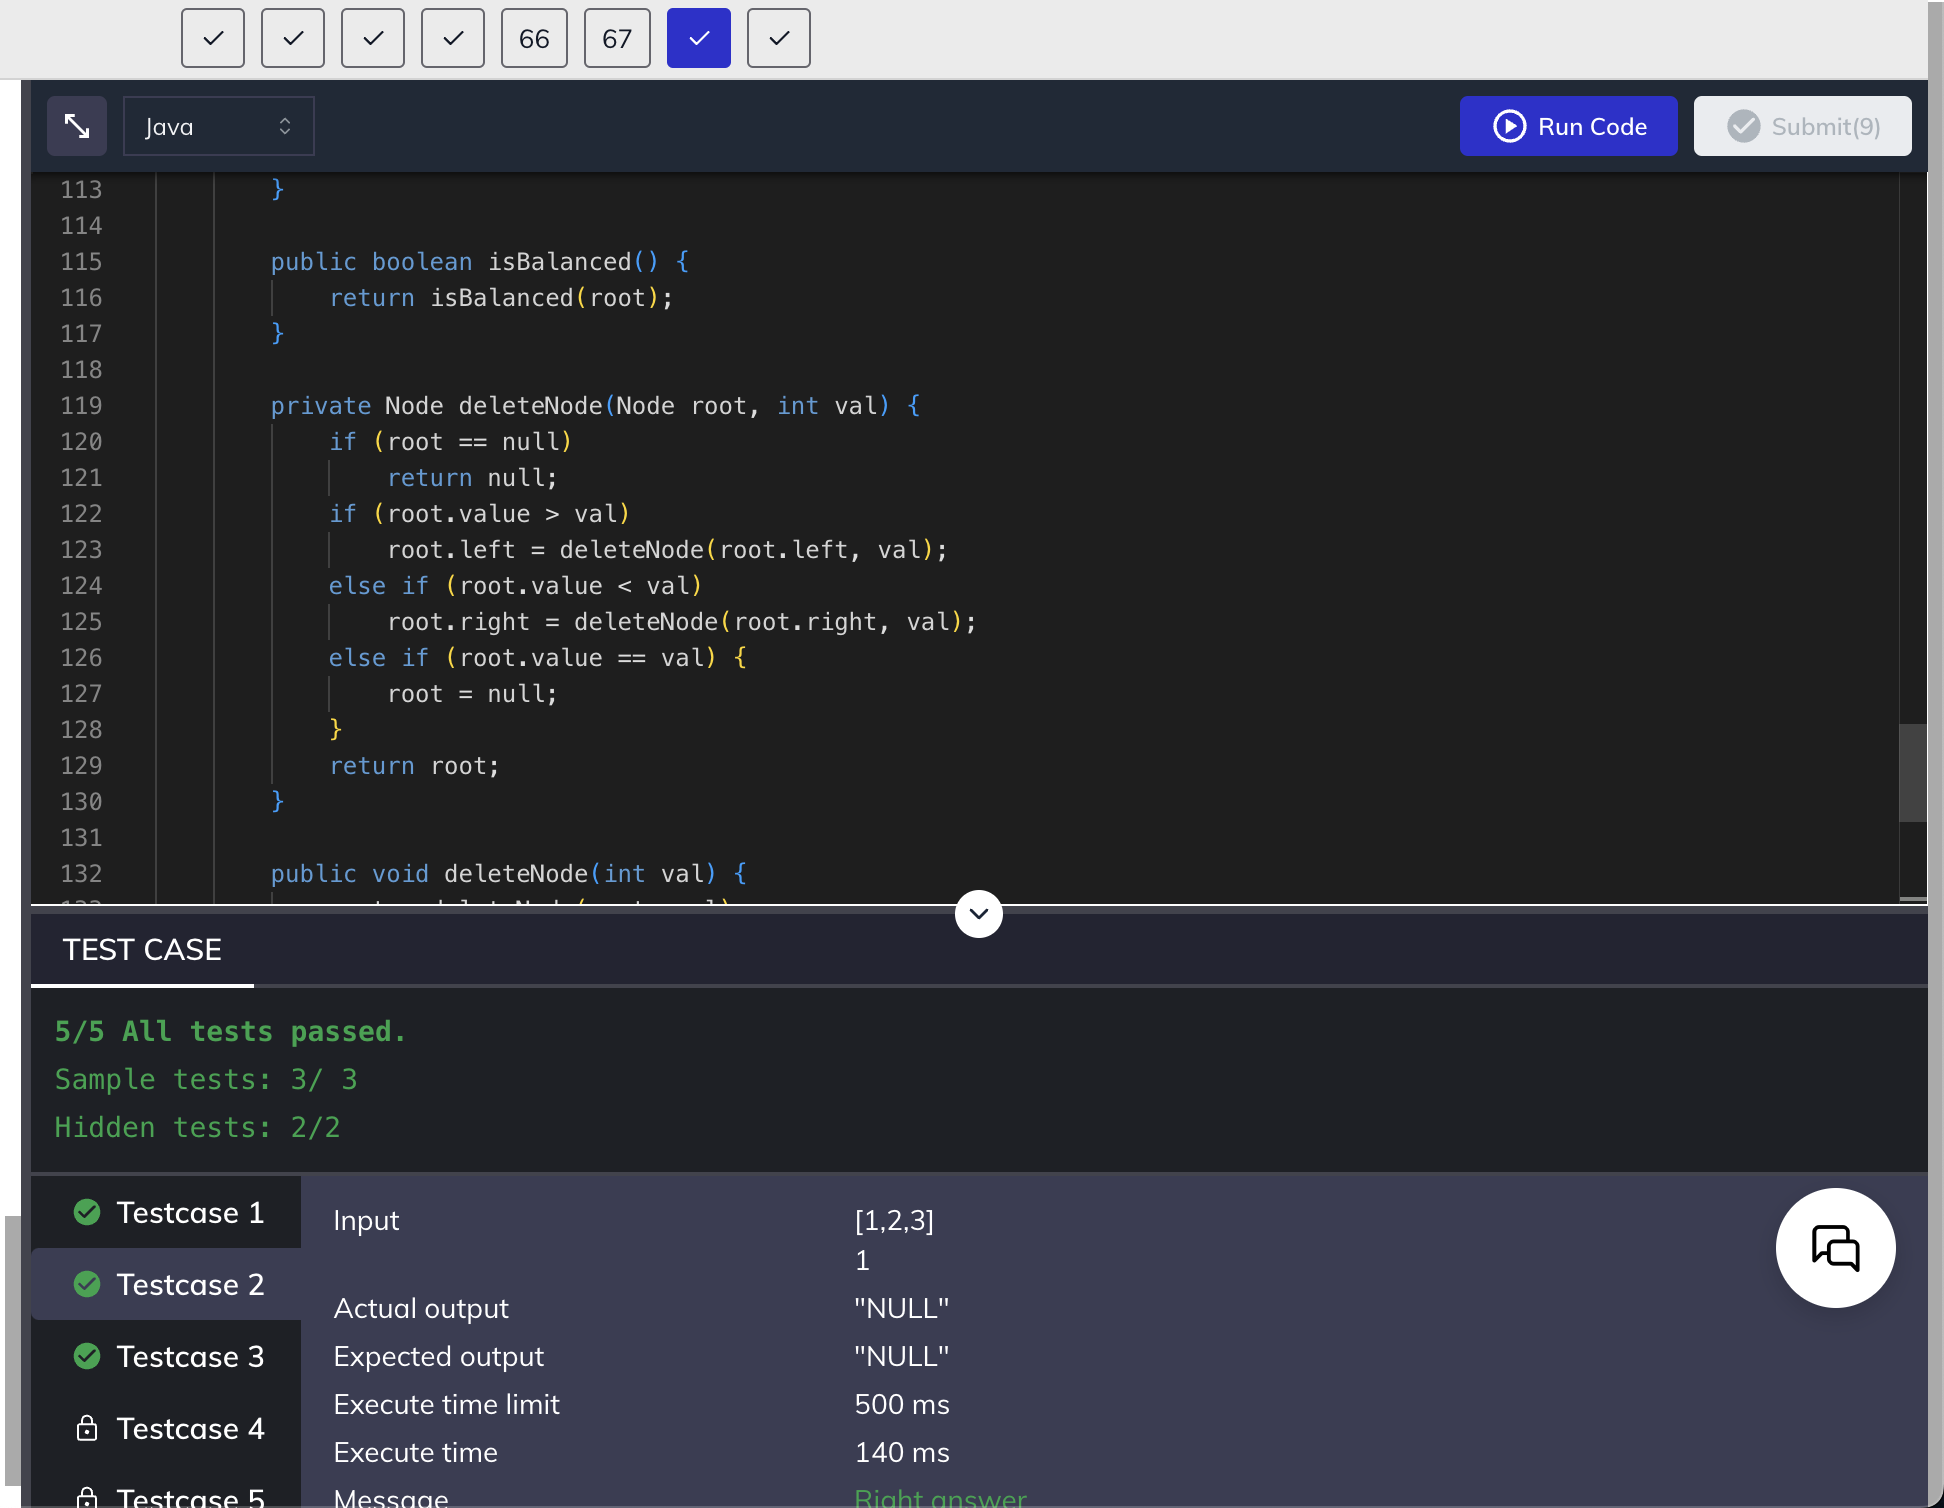 66 67
Java
Run Code
Submit(9)
113 }
114
115 public boolean isBalanced() {
116 return isBalanced(root);
117 }
118
119 private Node deleteNode(Node root, int val) {
120 if (root == null)
121 return null;
122 if (root.value > val)
123 root.left = deleteNode(root.left, val);
124 else if (root.value < val)
125 root.right = deleteNode(root.right, val);
126 else if (root.value == val) {
127 root = null;
128 }
129 return root;
130 }
131
132 public void deleteNode(int val) {
TEST CASE
5/5 All tests passed.
Sample tests: 3/ 3
Hidden tests: 2/2
Testcase 1
Testcase 2
Testcase 3
Testcase 4
Testcase 5
Input [1,2,3]
1
Actual output "NULL"
Expected output "NULL"
Execute time limit 500 ms
Execute time 140 ms
Message Right answer